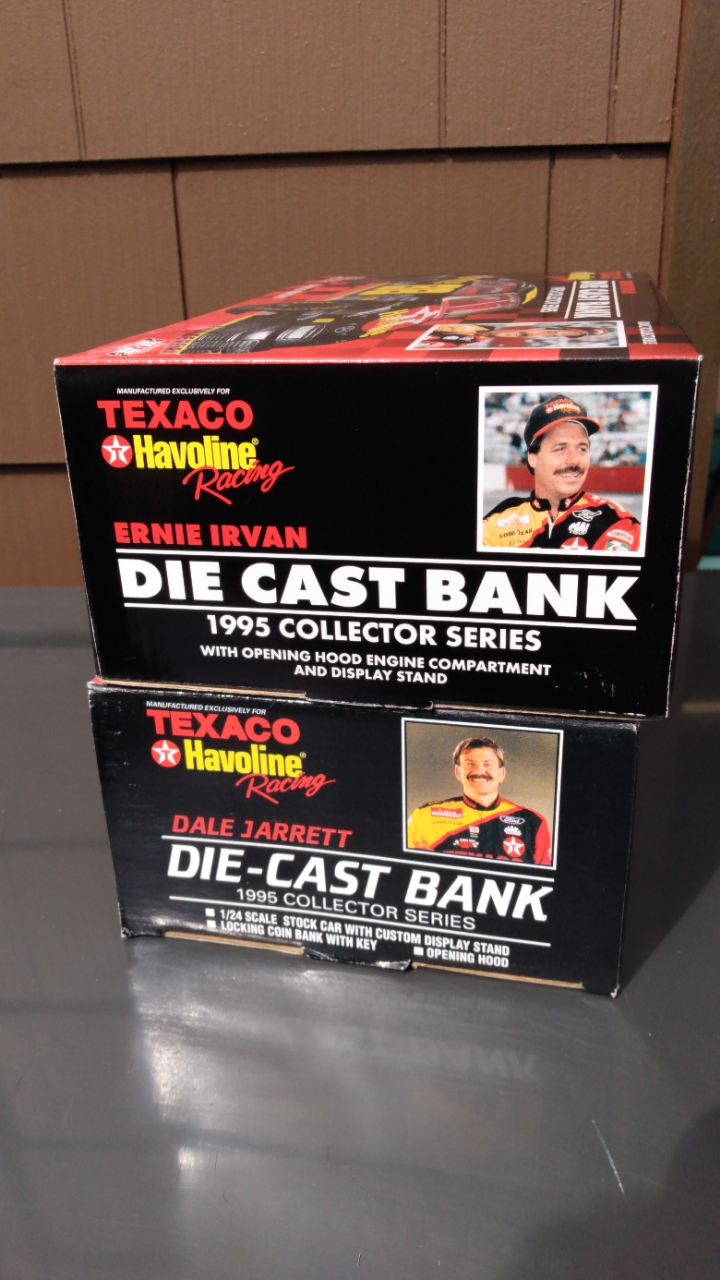 MANUFACTURED EXCLUSIVELY FOR
TEXACO
Havoline®
Racing
ERNIE IRVAN
DIE CAST BANK
1995 COLLECTOR SERIES
WITH OPENING HOOD ENGINE COMPARTMENT
AND DISPLAY STAND
MANUFACTURED EXCLUSIVELY FOR
TEXACO
Havoline®
Racing
DALE JARRETT
DIE-CAST BANK
1995 COLLECTOR SERIES
■ 1/24 SCALE STOCK CAR WITH CUSTOM DISPLAY STAND
■ LOCKING COIN BANK WITH KEY ■ OPENING HOOD